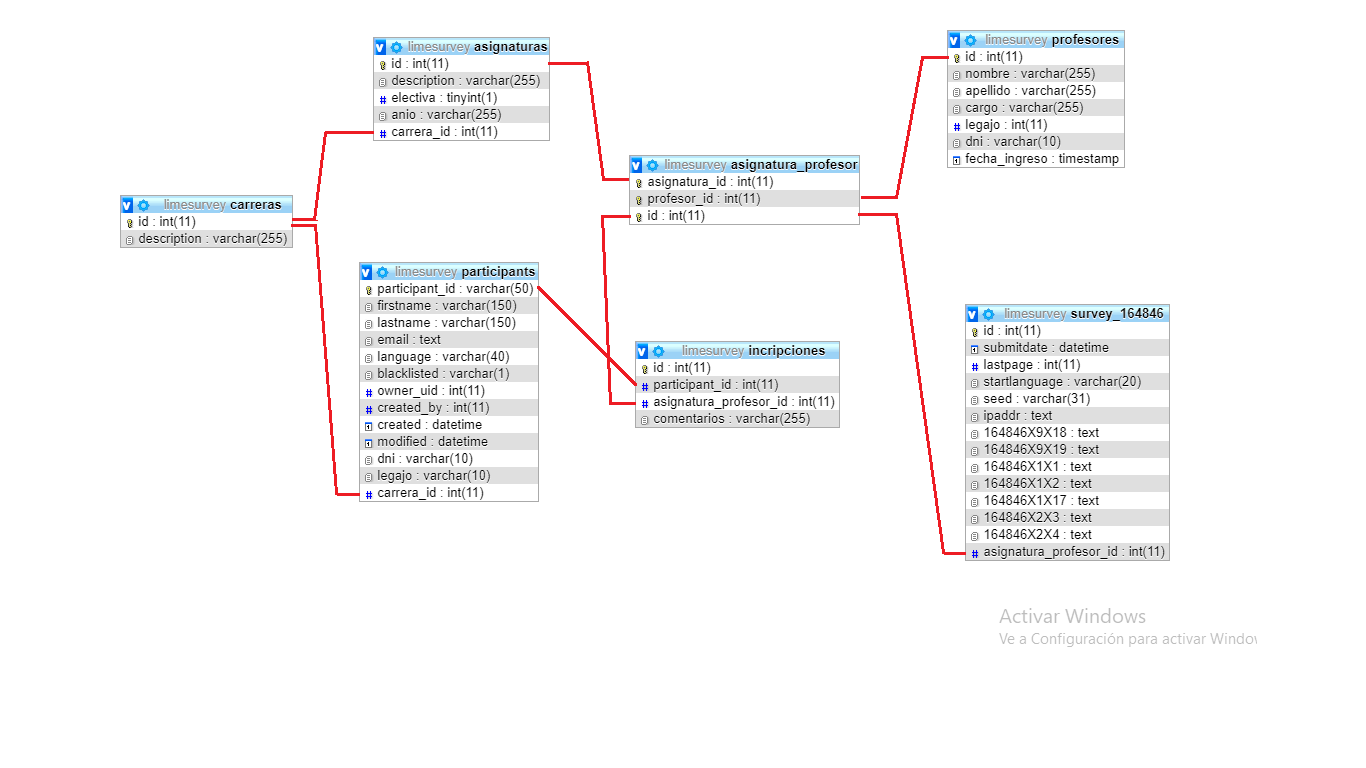 limesurvey asignaturas
id : int(11)
description : varchar(255)
electiva : tinyint(1)
anio : varchar(255)
carrera_id : int(11)
limesurvey profesores
id : int(11)
nombre : varchar(255)
apellido : varchar(255)
cargo : varchar(255)
legajo : int(11)
dni : varchar(10)
fecha_ingreso : timestamp
limesurvey asignatura_profesor
asignatura_id : int(11)
profesor_id : int(11)
id : int(11)
limesurvey carreras
id : int(11)
description : varchar(255)
limesurvey participants
participant_id : varchar(50)
firstname : varchar(150)
lastname : varchar(150)
email : text
language : varchar(40)
blacklisted : varchar(1)
owner_uid : int(11)
created_by : int(11)
created : datetime
modified : datetime
dni : varchar(10)
legajo : varchar(10)
carrera_id : int(11)
limesurvey incripciones
id : int(11)
participant_id : int(11)
asignatura_profesor_id : int(11)
comentarios : varchar(255)
limesurvey survey_164846
id : int(11)
submitdate : datetime
lastpage : int(11)
startlanguage : varchar(20)
seed : varchar(31)
ipaddr : text
164846X9X18 : text
164846X9X19 : text
164846X1X1 : text
164846X1X2 : text
164846X1X17 : text
164846X2X3 : text
164846X2X4 : text
asignatura_profesor_id : int(11)
Activar Windows
Ve a Configuración para activar Window